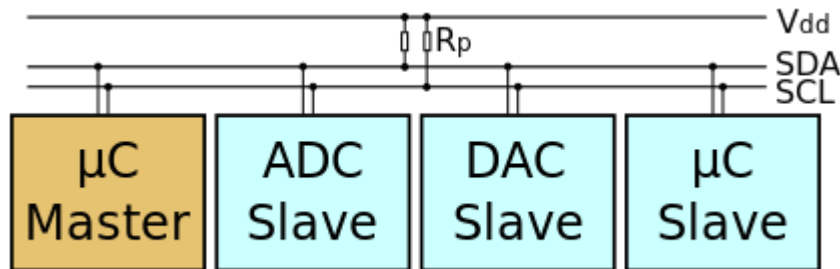 Vdd
Rp
SDA
SCL
µC
Master
ADC
Slave
DAC
Slave
µC
Slave